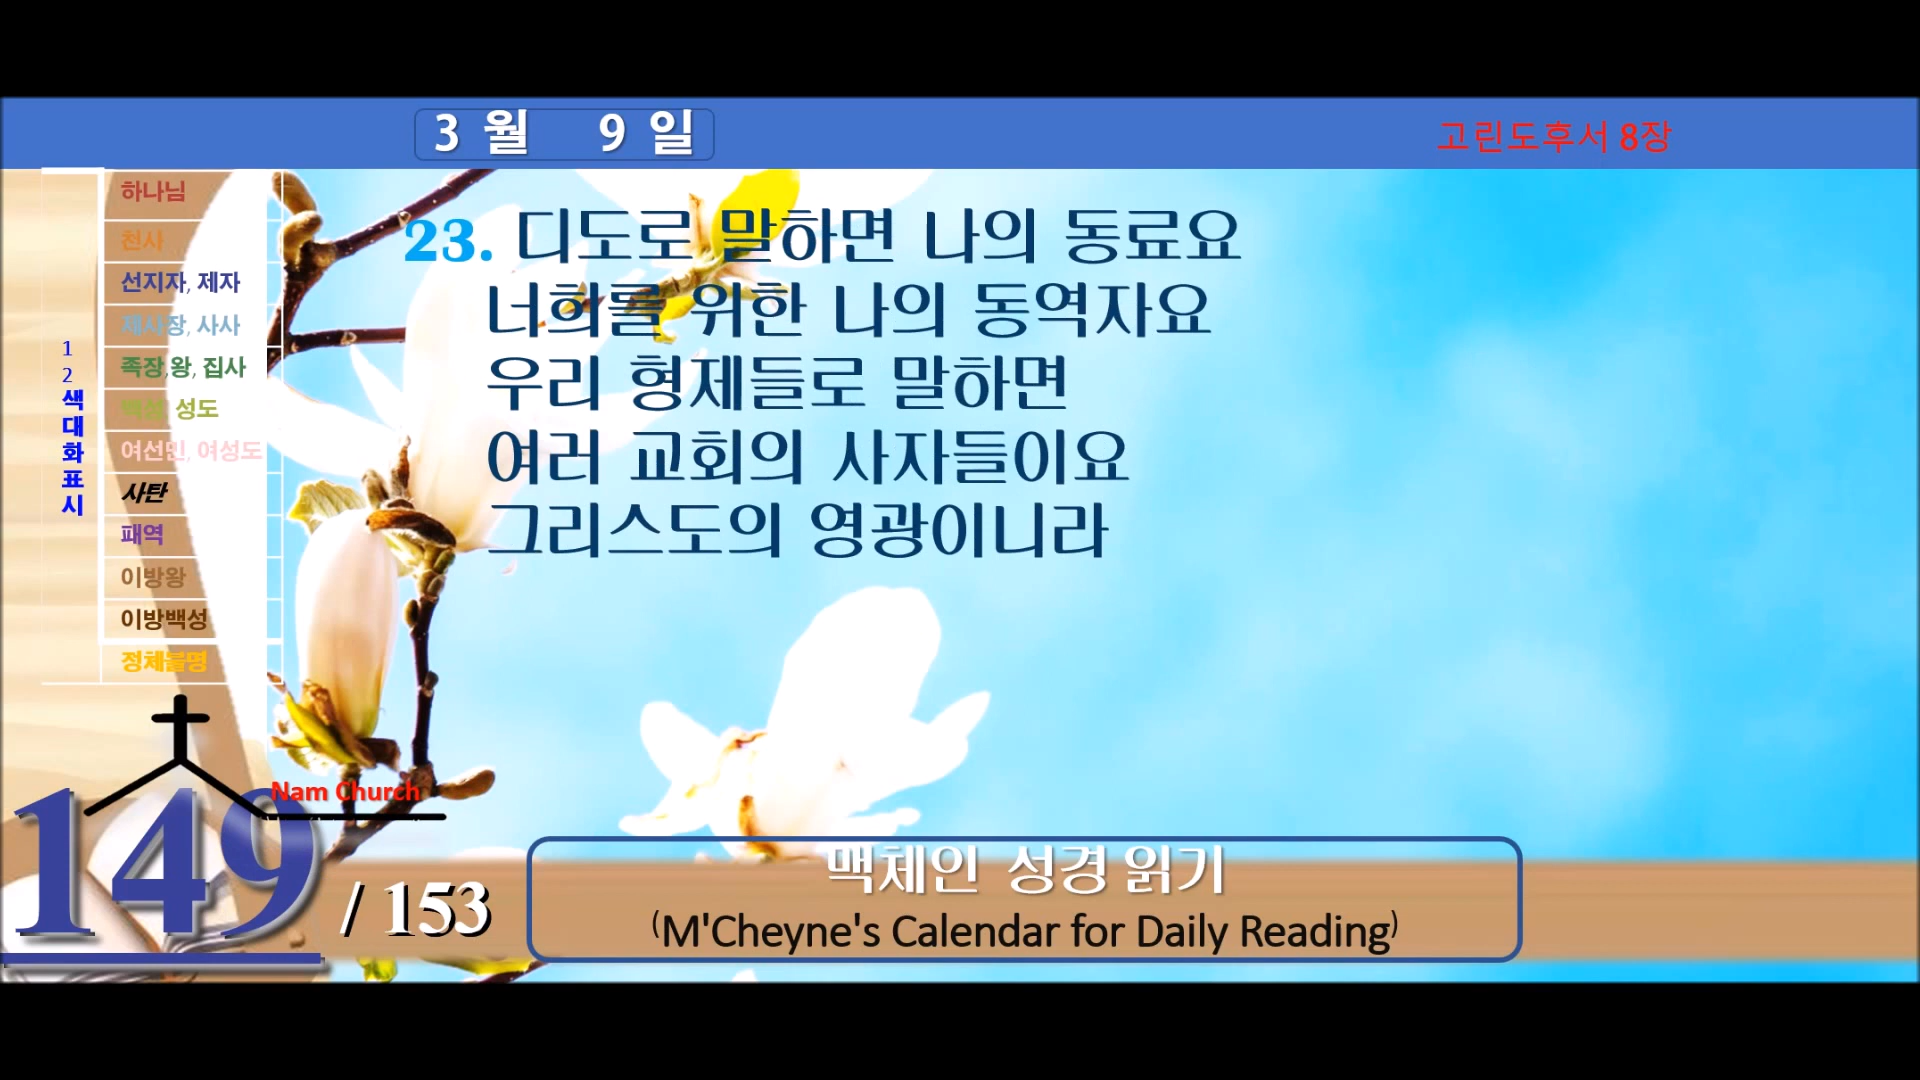 3 월 9 일
고린도후서 8장
하나님
천사
선지자, 제자
제사장, 사사
족장,왕, 집사
백성, 성도
여선민, 여성도
사탄
패역
이방왕
이방백성
정체불명
12색대화표시
23. 디도로 말하면 나의 동료요
너희를 위한 나의 동역자요
우리 형제들로 말하면
여러 교회의 사자들이요
그리스도의 영광이니라
Nam Church
149 / 153
맥체인 성경 읽기
(M'Cheyne's Calendar for Daily Reading)